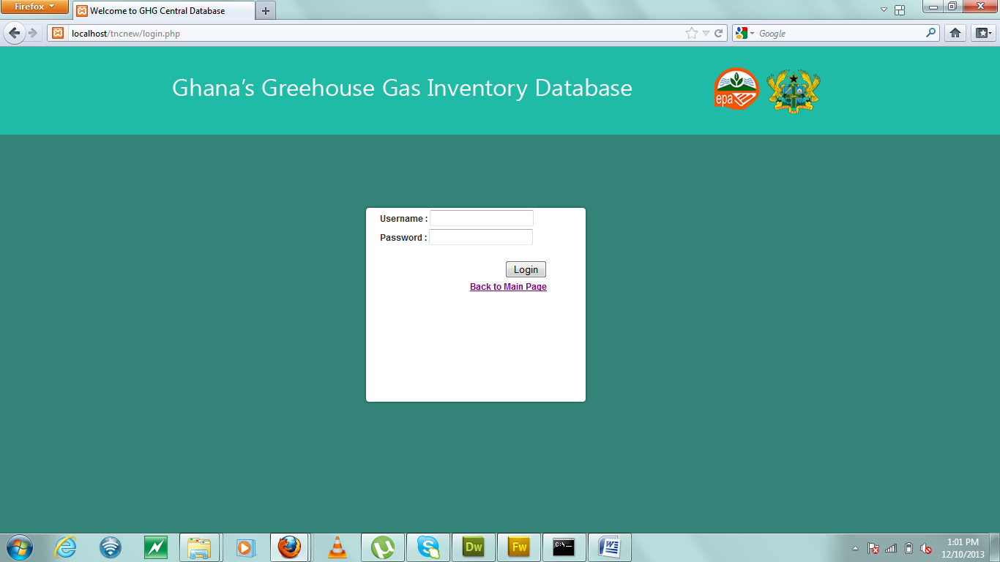 Firefox
Welcome to GHG Central Database
localhost/tncnew/login.php
Google
Ghana's Greehouse Gas Inventory Database
epa
Username :
Password :
Login
Back to Main Page
Dw
Fw
C:\
1:01 PM
12/10/2013